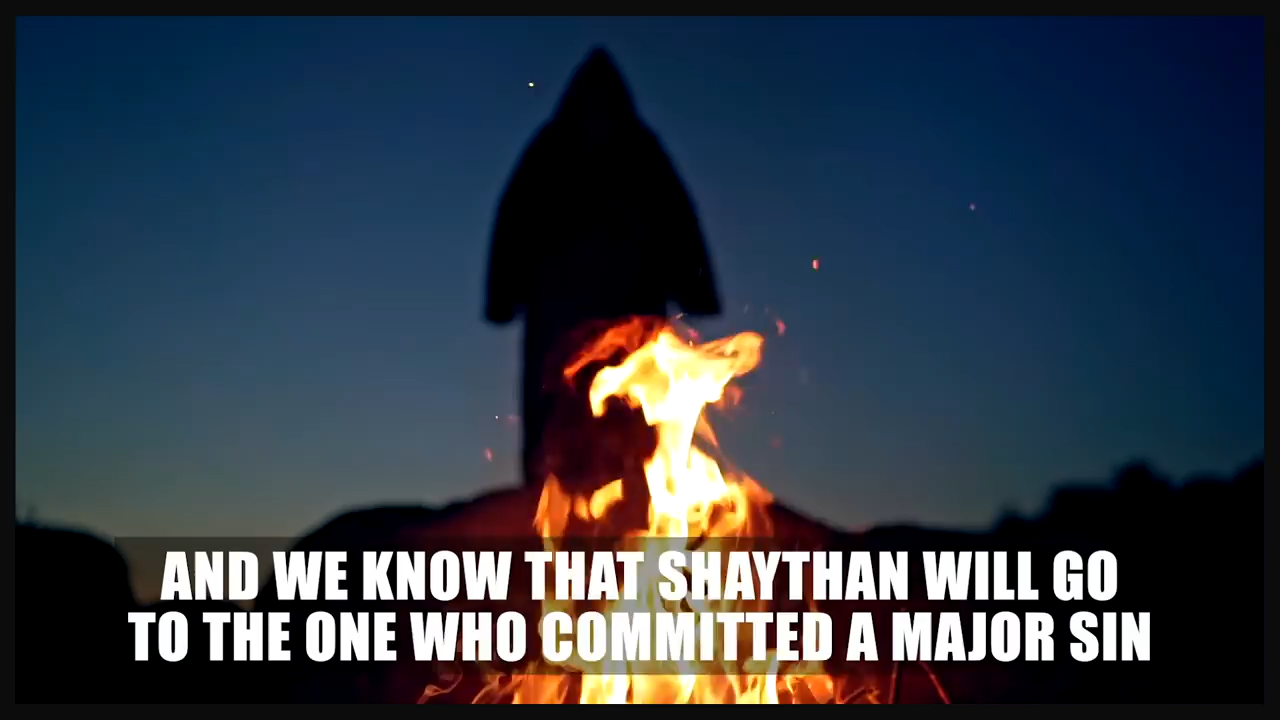 AND WE KNOW THAT SHAYTHAN WILL GO
TO THE ONE WHO COMMITTED A MAJOR SIN